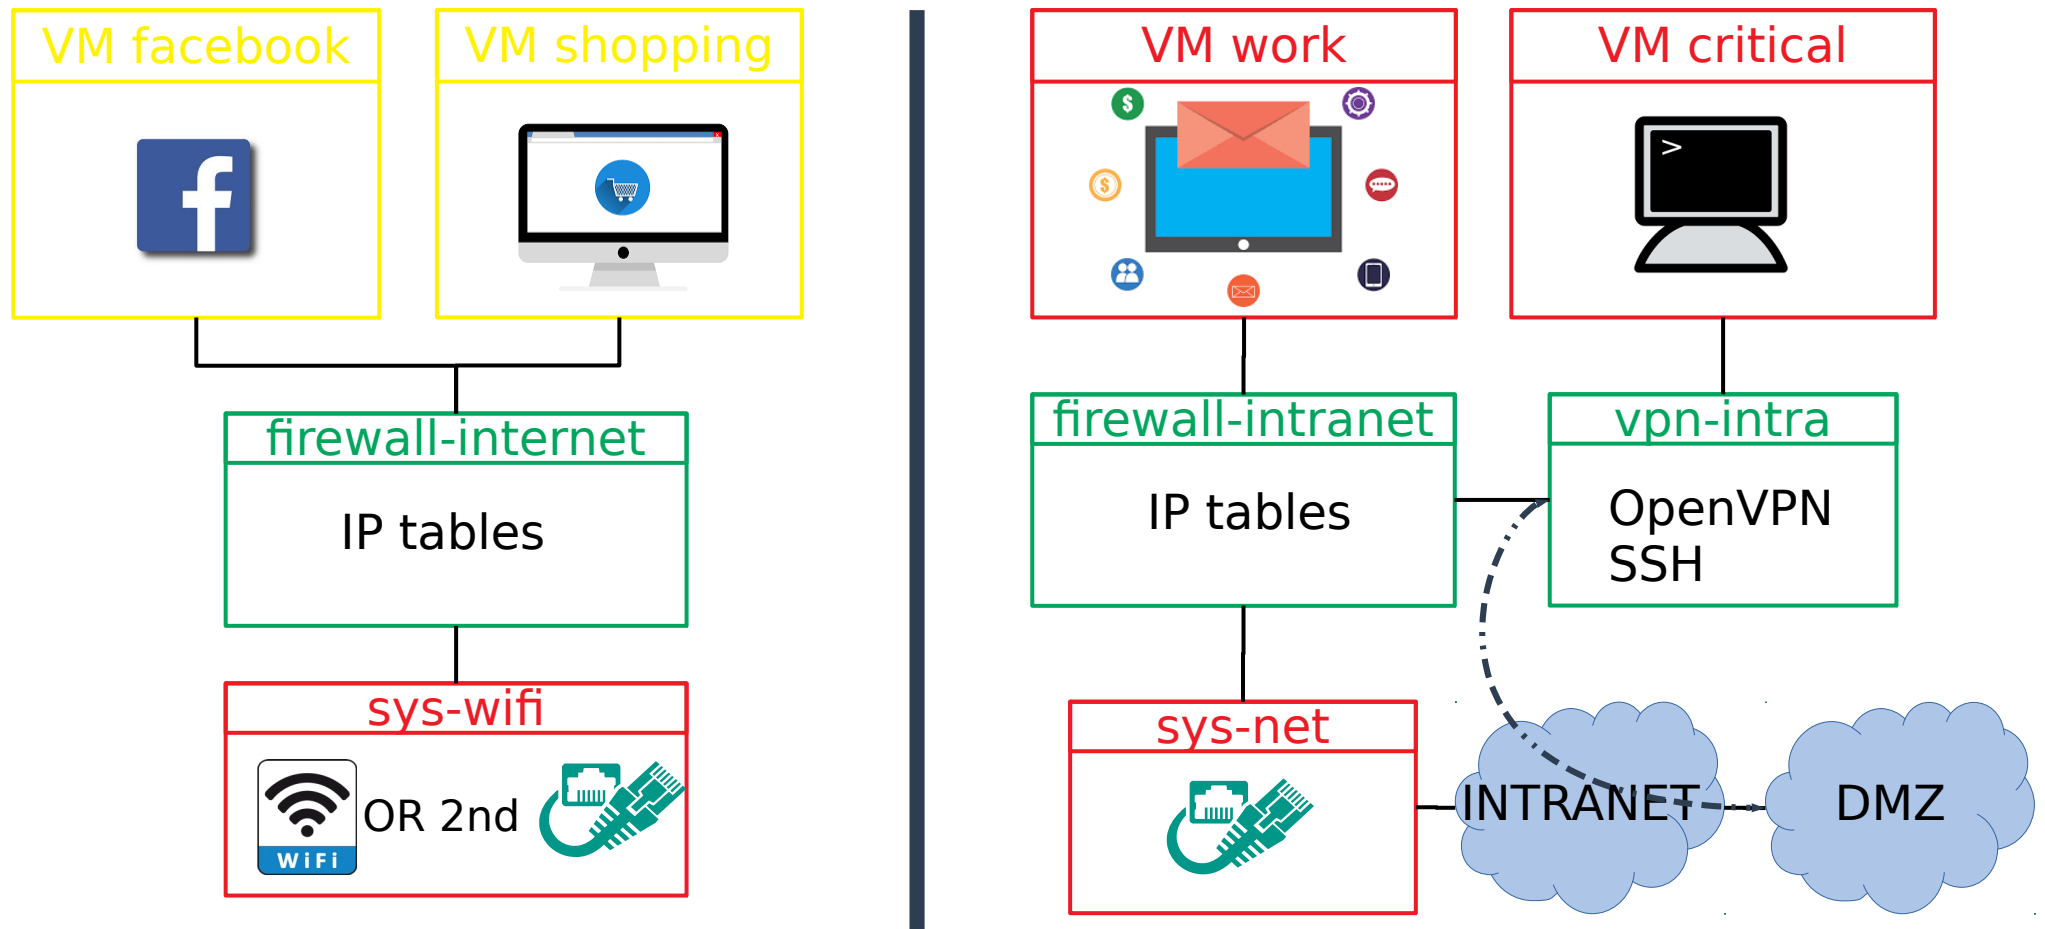 VM facebook
VM shopping
firewall-internet
IP tables
sys-wifi
WiFi
OR 2nd
VM work
$
$
VM critical
>
firewall-intranet
IP tables
vpn-intra
OpenVPN
SSH
sys-net
INTRANET
DMZ